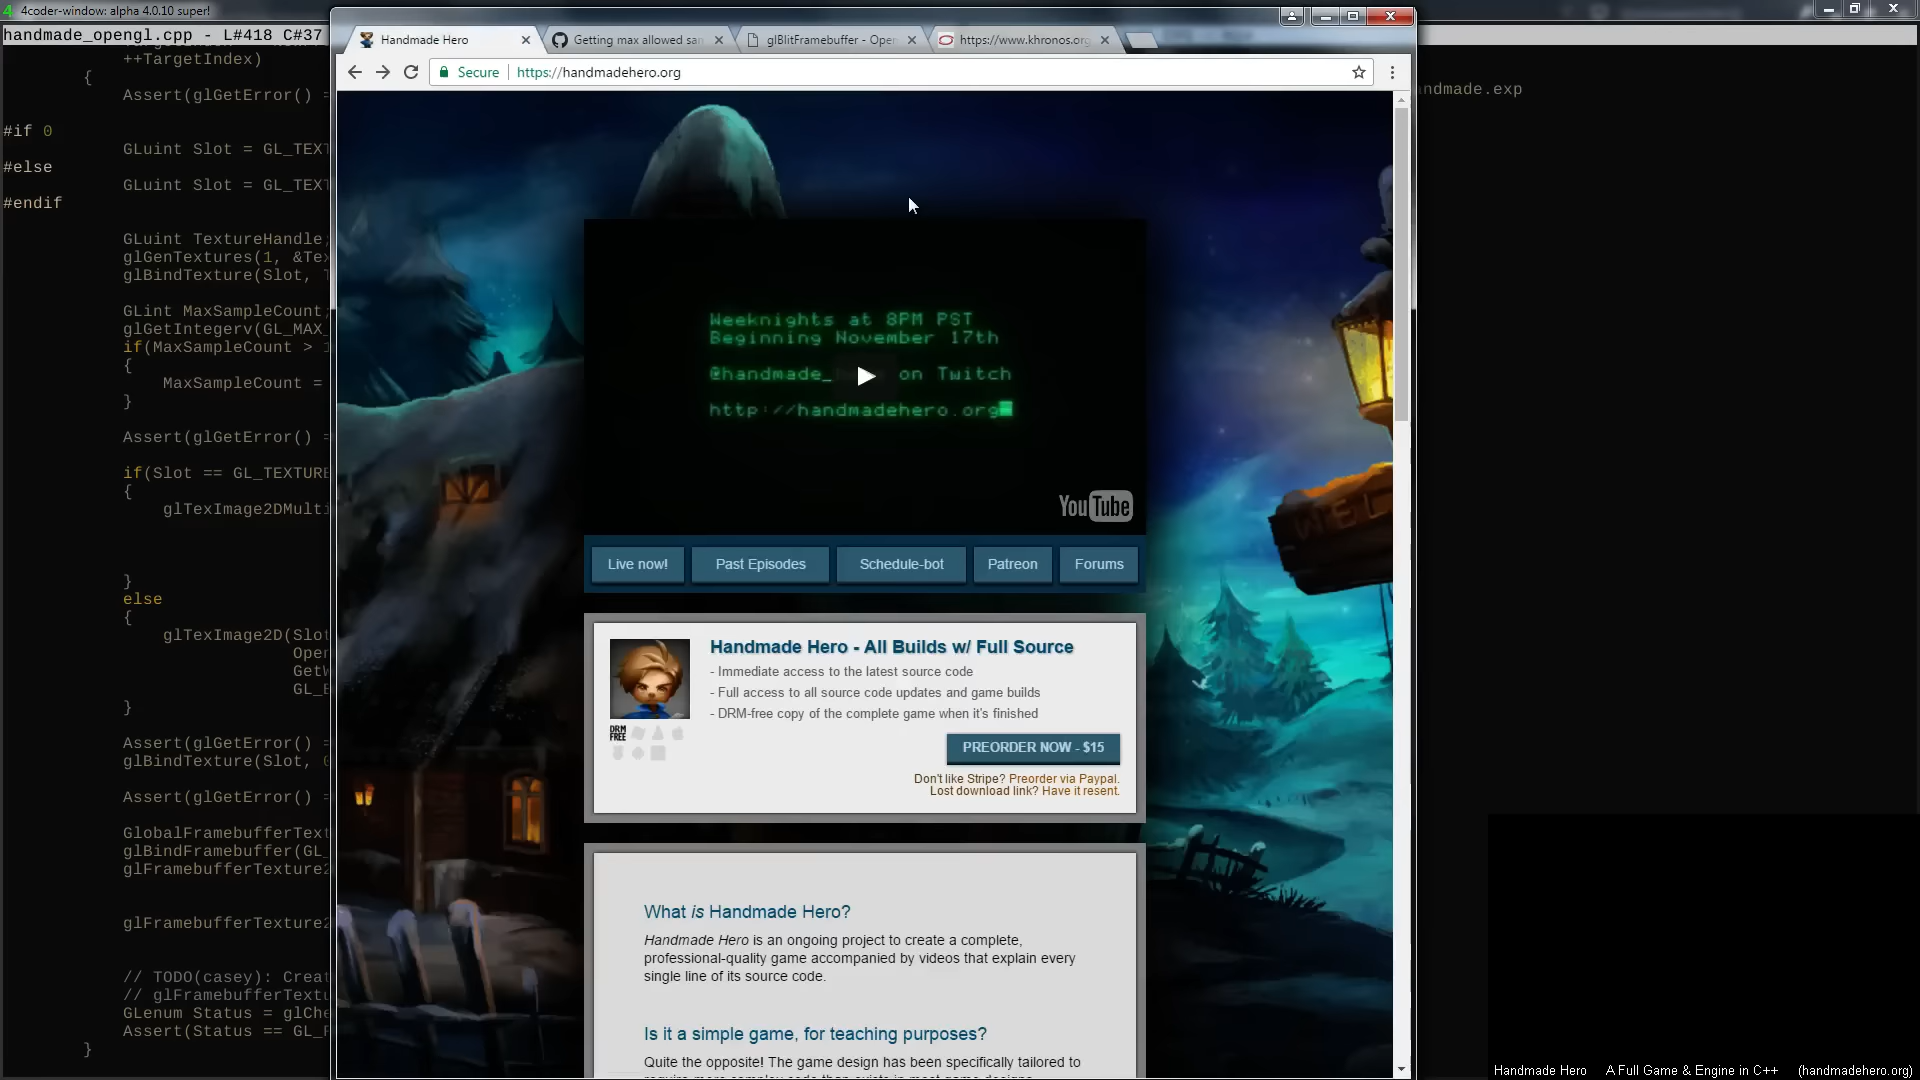 4coder-window: alpha 4.0.10 super!
handmade_opengl.cpp - L#418 C#37
++TargetIndex)
{
Assert(glGetError() =
#if 0
GLuint Slot = GL_TEXT
#else
GLuint Slot = GL_TEXT
#endif
GLuint TextureHandle;
glGenTextures(1, &Tex
glBindTexture(Slot, T
GLint MaxSampleCount;
glGetIntegerv(GL_MAX_
if(MaxSampleCount >
{
MaxSampleCount =
}
Assert(glGetError() =
if(Slot == GL_TEXTURE
{
glTexImage2DMulti
}
else
{
glTexImage2D(Slot
Open
GetW
GL_B
}
Assert(glGetError() =
glBindTexture(Slot, 0
Assert(glGetError() =
GlobalFramebufferText
glBindFramebuffer(GL_
glFramebufferTexture2
glFramebufferTexture2
// TODO(casey): Creat
// glFramebufferTextu
GLenum Status = glChe
Assert(Status == GL_F
}
Handmade Hero
Getting max allowed san
glBlitFramebuffer - Open
https://www.khronos.org
Secure
https://handmadehero.org
andmade.exp
Weeknights at 8PM PST
Beginning November 17th
@handmade_ on Twitch
http://handmadehero.org
YouTube
WEL
Live now!
Past Episodes
Schedule-bot
Patreon
Forums
Handmade Hero - All Builds w/ Full Source
- Immediate access to the latest source code
- Full access to all source code updates and game builds
- DRM-free copy of the complete game when it's finished
DRM
FREE
PREORDER NOW - $15
Don't like Stripe? Preorder via Paypal.
Lost download link? Have it resent.
What is Handmade Hero?
Handmade Hero is an ongoing project to create a complete,
professional-quality game accompanied by videos that explain every
single line of its source code.
Is it a simple game, for teaching purposes?
Quite the opposite! The game design has been specifically tailored to
Handmade Hero A Full Game & Engine in C++ (handmadehero.org)